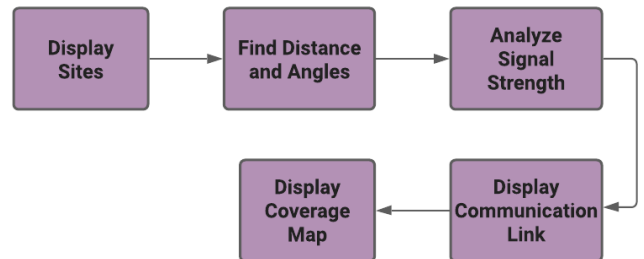 Display
Sites
Find Distance
and Angles
Analyze
Signal
Strength
Display
Communication
Link
Display
Coverage
Map